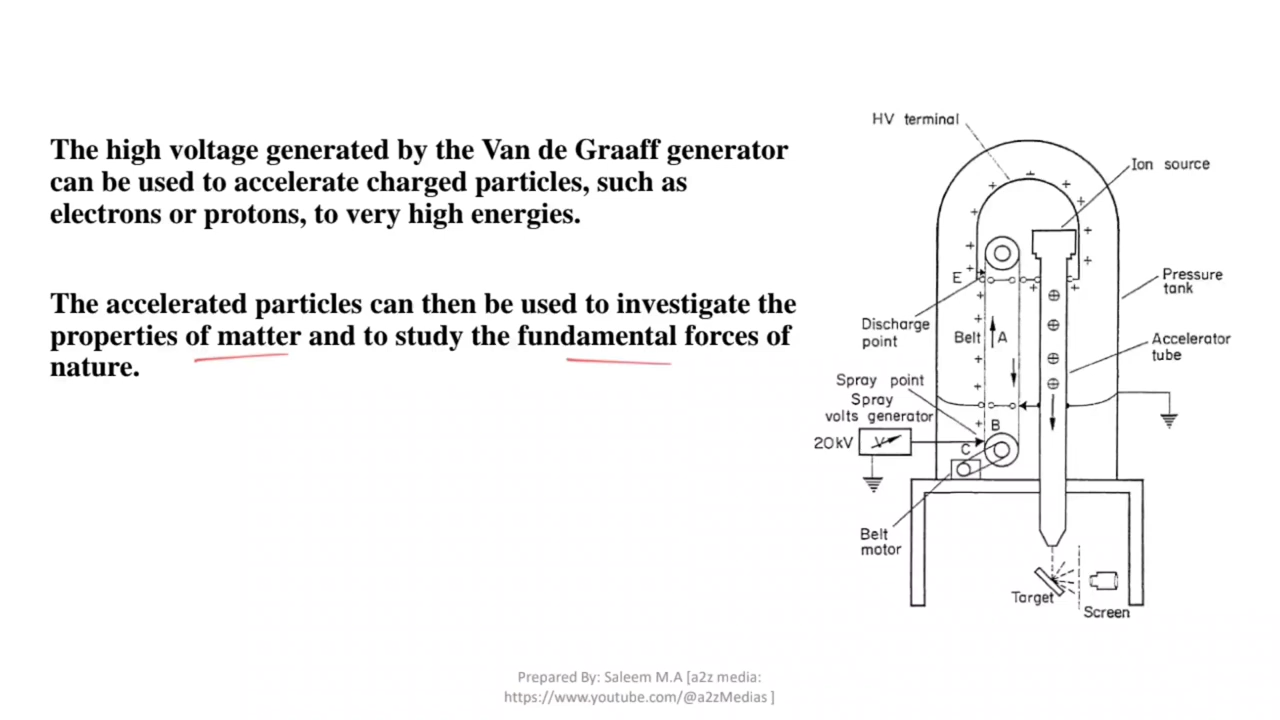 The high voltage generated by the Van de Graaff generator
can be used to accelerate charged particles, such as
electrons or protons, to very high energies.
The accelerated particles can then be used to investigate the
properties of matter and to study the fundamental forces of
nature.
HV terminal
Ion source
E
Pressure
tank
Discharge
point
Belt
A
Accelerator
tube
Spray point
Spray
volts generator
B
20kV
V
C
Belt
motor
Target
Screen
Prepared By: Saleem M.A [a2z media:
https://www.youtube.com/@a2zMedias ]